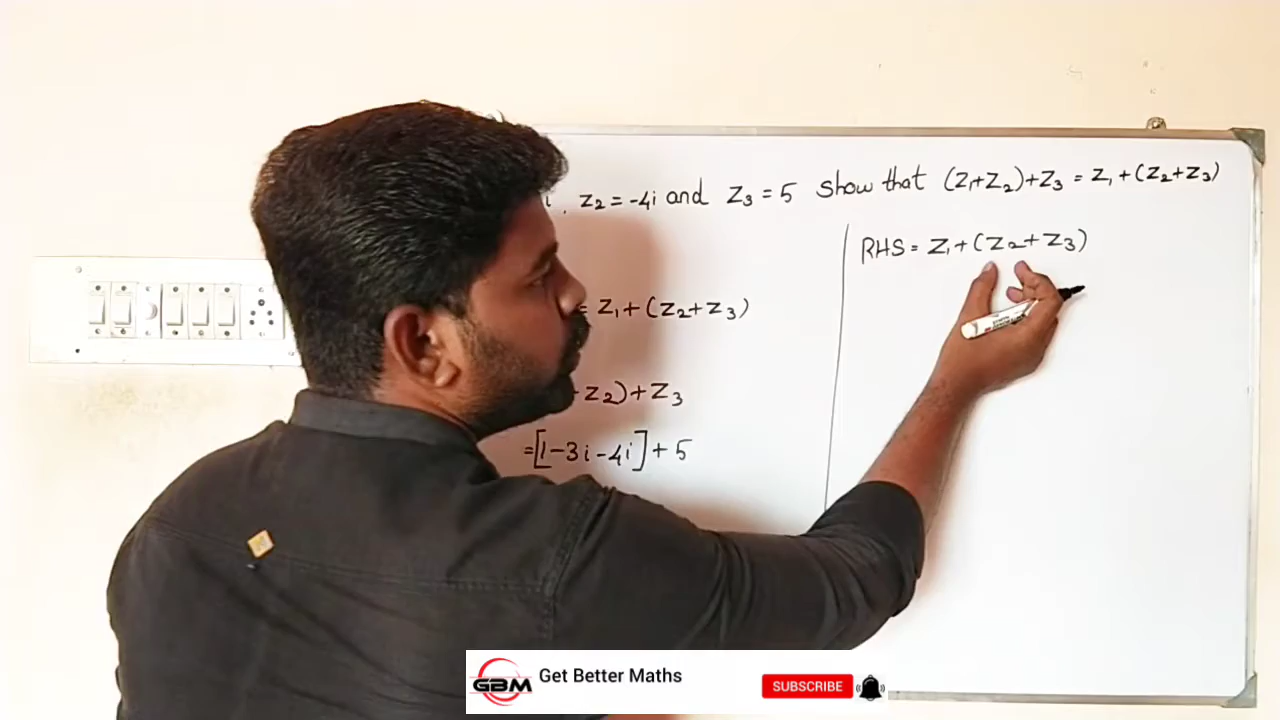 i, z₂ = -4i and z₃ = 5 show that (z₁+z₂)+z₃ = z₁+(z₂+z₃)
= z₁+(z₂+z₃)
+z₂)+z₃
=[1-3i-4i]+5
RHS = z₁+(z₂+z₃)
GBM
Get Better Maths
SUBSCRIBE